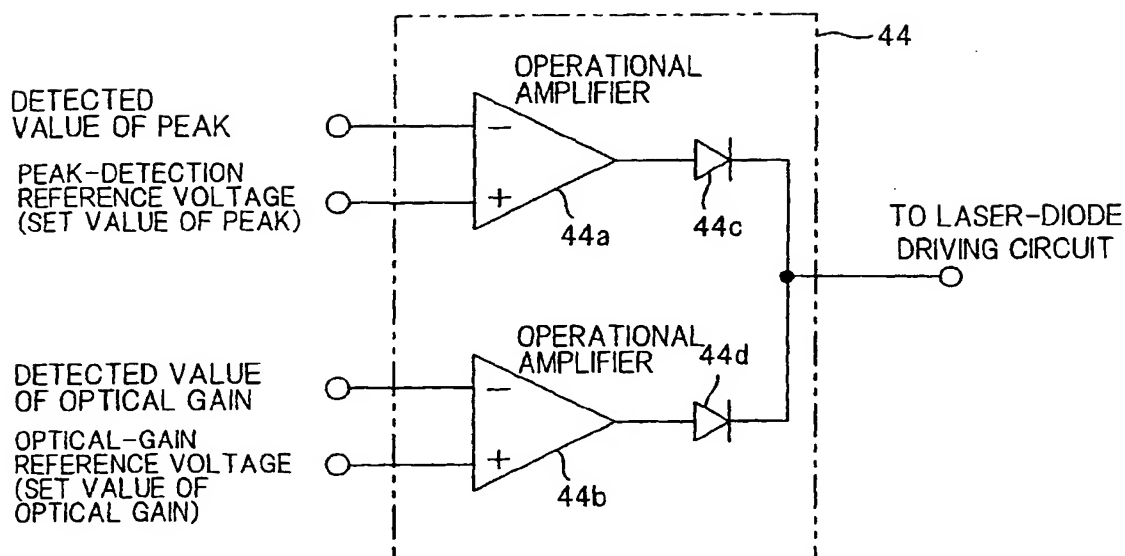 44
OPERATIONAL
AMPLIFIER
DETECTED
VALUE OF PEAK
−
PEAK-DETECTION
REFERENCE VOLTAGE
(SET VALUE OF PEAK)
+
44a
44c
TO LASER-DIODE
DRIVING CIRCUIT
OPERATIONAL
AMPLIFIER
44d
DETECTED VALUE
OF OPTICAL GAIN
−
OPTICAL-GAIN
REFERENCE VOLTAGE
(SET VALUE OF
OPTICAL GAIN)
+
44b